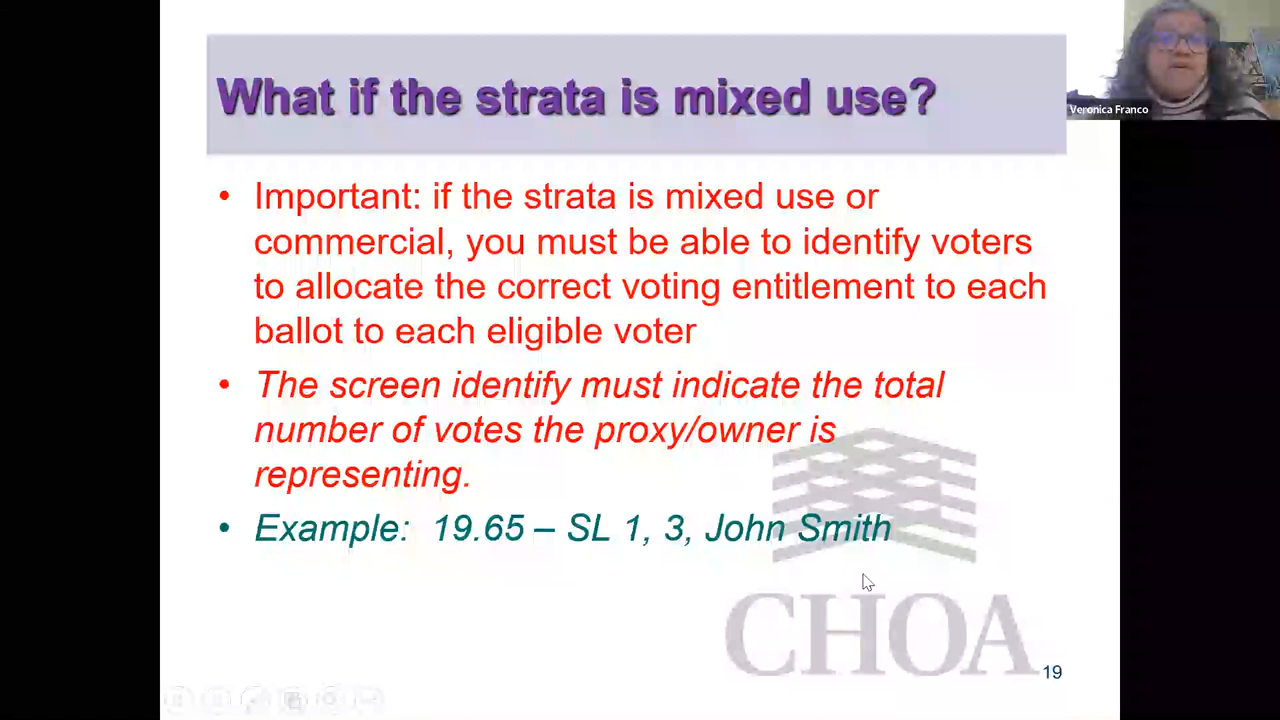 What if the strata is mixed use?
Veronica Franco
• Important: if the strata is mixed use or
commercial, you must be able to identify voters
to allocate the correct voting entitlement to each
ballot to each eligible voter
• The screen identify must indicate the total
number of votes the proxy/owner is
representing.
• Example: 19.65 – SL 1, 3, John Smith
CHOA
19